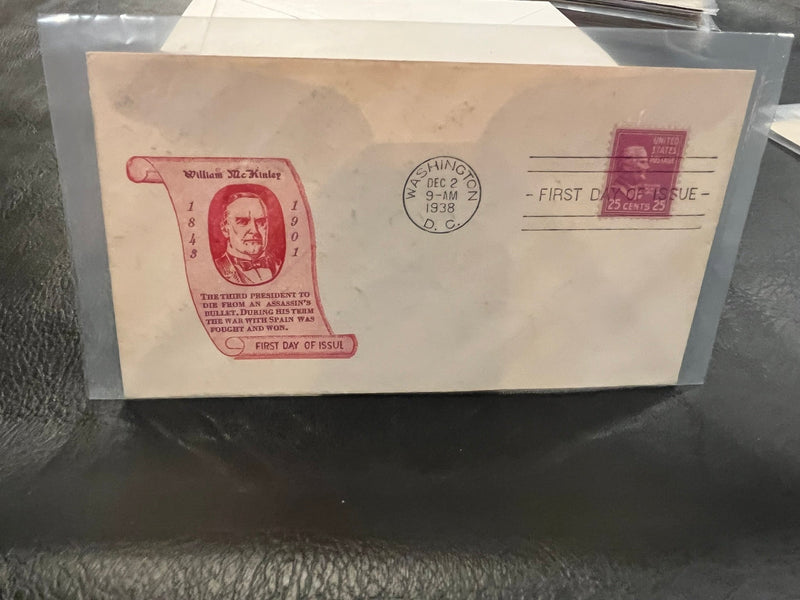 William McKinley
1843
1901
THE THIRD PRESIDENT TO
DIE FROM AN ASSASSIN'S
BULLET. DURING HIS TERM
THE WAR WITH SPAIN WAS
FOUGHT AND WON.
FIRST DAY OF ISSUE
WASHINGTON
DEC 2
9-AM
1938
D. C.
- FIRST DAY OF ISSUE -
UNITED
STATES
POSTAGE
25 CENTS 25